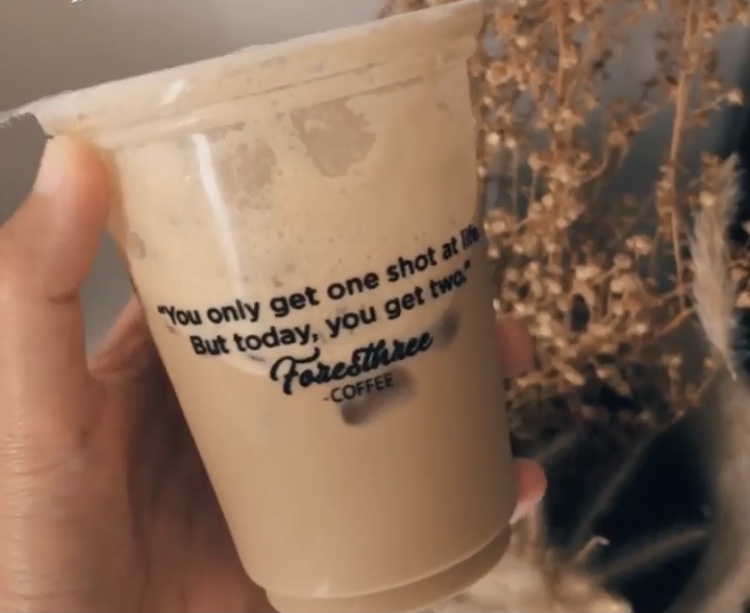 "You only get one shot at life.
But today, you get two."
Foresthree
-COFFEE